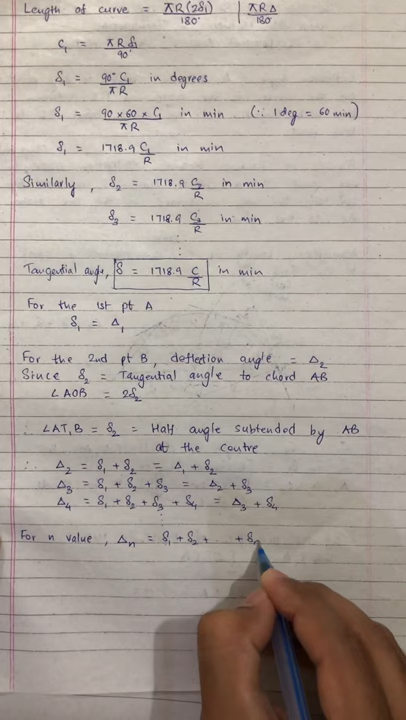 Length of curve = πR(2δ₁)/180° | πRΔ/180
C₁ = πRδ₁/90°
δ₁ = 90° C₁/πR in degrees
δ₁ = 90 x 60 x C₁/πR in min (∵ 1 deg = 60 min)
δ₁ = 1718.9 C₁/R in min
Similarly, δ₂ = 1718.9 C₂/R in min
δ₃ = 1718.9 C₃/R in min
⋮
Tangential angle, δ = 1718.9 C/R in min
For the 1st pt A
δ₁ = Δ₁
For the 2nd pt B, deflection angle = Δ₂
Since δ₂ = Tangential angle to chord AB
∠AOB = 2δ₂
∴ ∠AT₁B = δ₂ = Half angle subtended by AB
at the centre
∴ Δ₂ = δ₁ + δ₂ = Δ₁ + δ₂
Δ₃ = δ₁ + δ₂ + δ₃ = Δ₂ + δ₃
Δ₄ = δ₁ + δ₂ + δ₃ + δ₄ = Δ₃ + δ₄
⋮
For n value, Δₙ = δ₁ + δ₂ + .. + δₙ